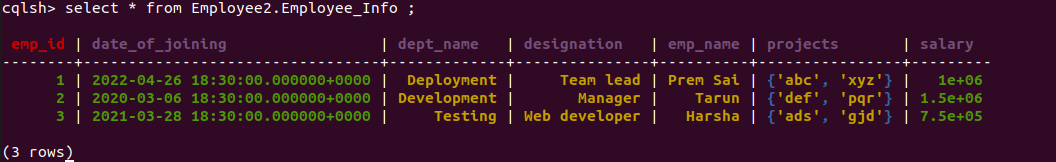 cqlsh> select * from Employee2.Employee_Info ;
emp_id | date_of_joining | dept_name | designation | emp_name | projects | salary
--------+---------------------------------+-------------+---------------+----------+----------------+---------
1 | 2022-04-26 18:30:00.000000+0000 | Deployment | Team lead | Prem Sai | {'abc', 'xyz'} | 1e+06
2 | 2020-03-06 18:30:00.000000+0000 | Development | Manager | Tarun | {'def', 'pqr'} | 1.5e+06
3 | 2021-03-28 18:30:00.000000+0000 | Testing | Web developer | Harsha | {'ads', 'gjd'} | 7.5e+05
(3 rows)